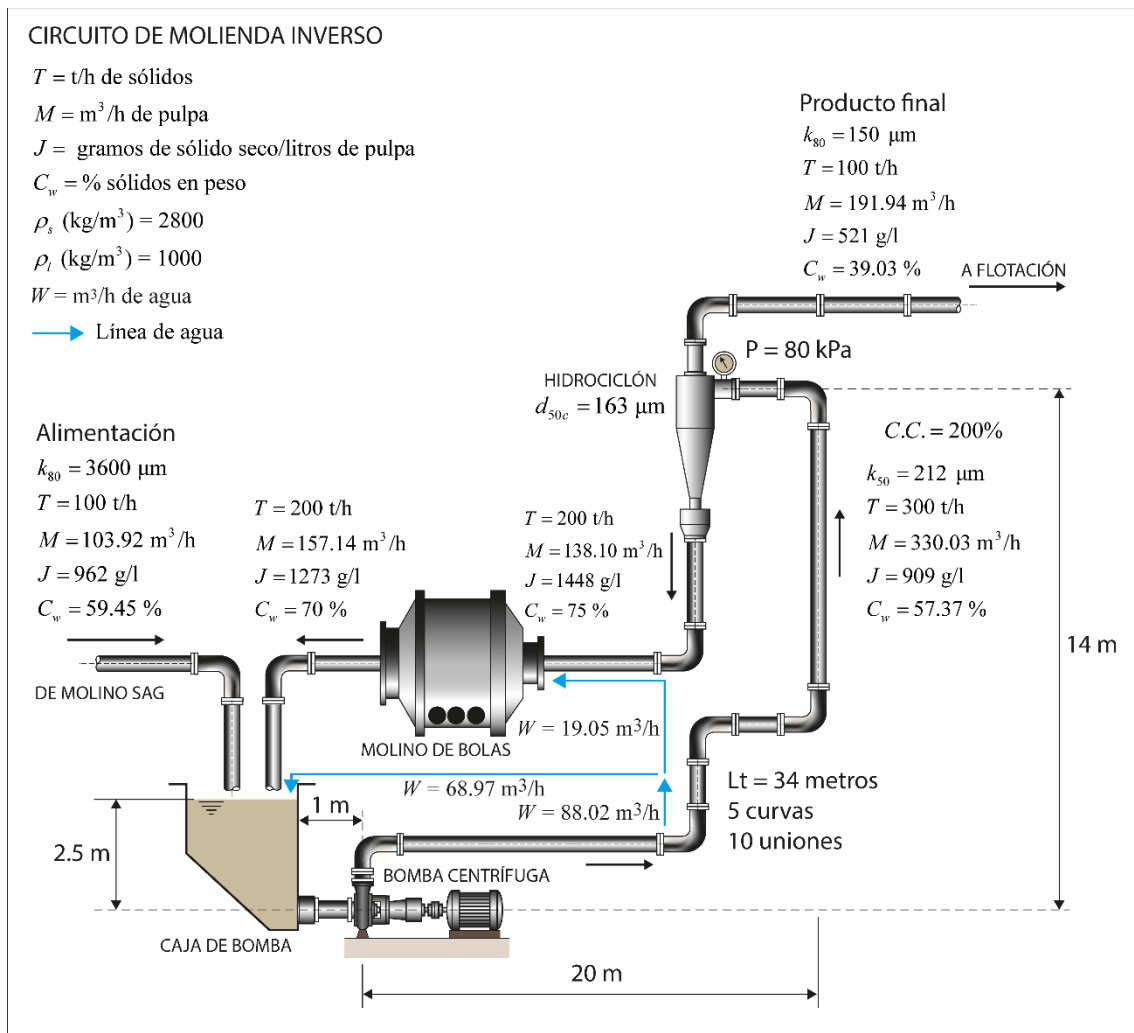 CIRCUITO DE MOLIENDA INVERSO
T = t/h de sólidos
M = m³/h de pulpa
J = gramos de sólido seco/litros de pulpa
C_w = % sólidos en peso
ρ_s (kg/m³) = 2800
ρ_l (kg/m³) = 1000
W = m³/h de agua
Línea de agua
Producto final
k₈₀ = 150 µm
T = 100 t/h
M = 191.94 m³/h
J = 521 g/l
C_w = 39.03 %
A FLOTACIÓN
P = 80 kPa
HIDROCICLÓN
d₅₀c = 163 µm
Alimentación
k₈₀ = 3600 µm
T = 100 t/h
M = 103.92 m³/h
J = 962 g/l
C_w = 59.45 %
DE MOLINO SAG
T = 200 t/h
M = 157.14 m³/h
J = 1273 g/l
C_w = 70 %
T = 200 t/h
M = 138.10 m³/h
J = 1448 g/l
C_w = 75 %
C.C. = 200%
k₅₀ = 212 µm
T = 300 t/h
M = 330.03 m³/h
J = 909 g/l
C_w = 57.37 %
14 m
MOLINO DE BOLAS
W = 19.05 m³/h
W = 68.97 m³/h
W = 88.02 m³/h
Lt = 34 metros
5 curvas
10 uniones
1 m
2.5 m
BOMBA CENTRÍFUGA
CAJA DE BOMBA
20 m